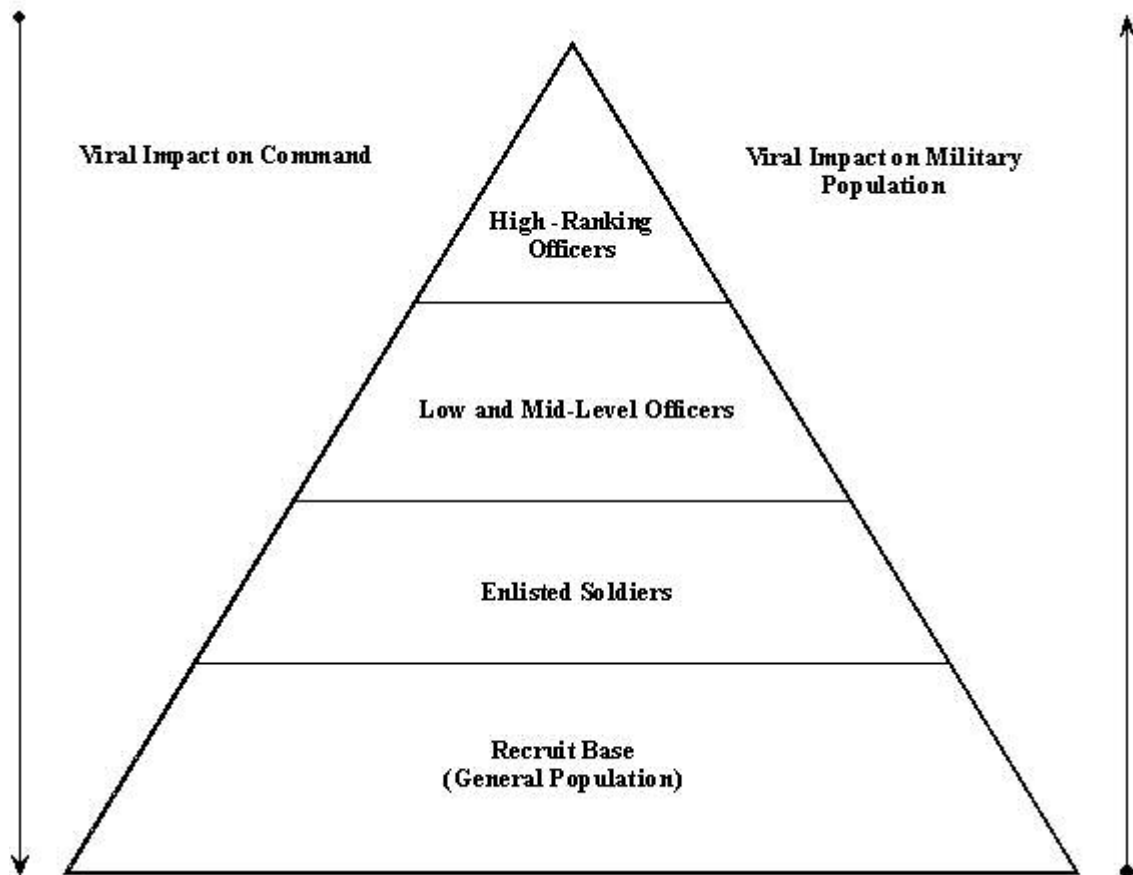 Viral Impact on Command
Viral Impact on Military
Population
High -Ranking
Officers
Low and Mid-Level Officers
Enlisted Soldiers
Recruit Base
(General Population)